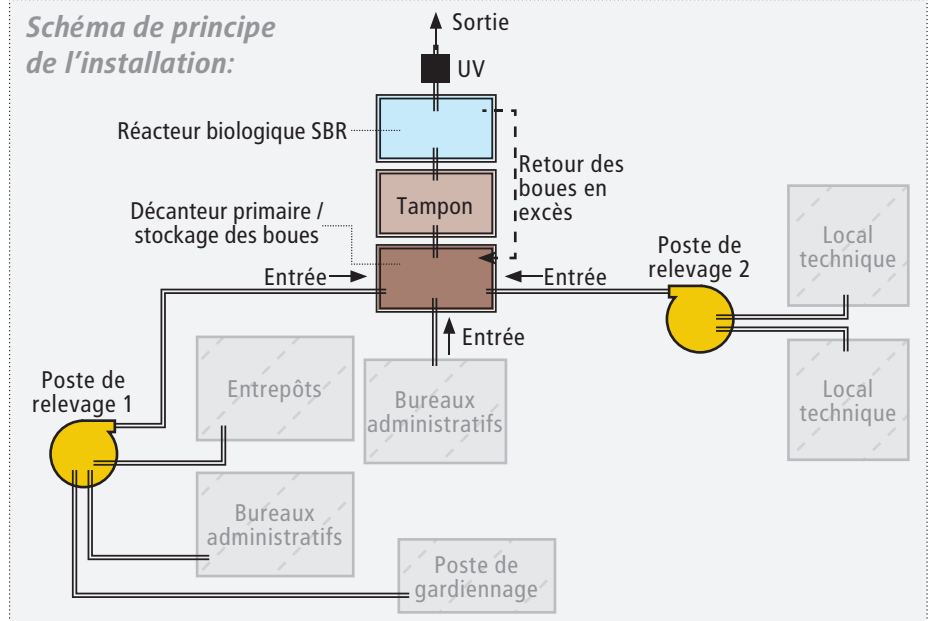 Schéma de principe
de l'installation:
Sortie
UV
Réacteur biologique SBR
Retour des
boues en
excès
Tampon
Décanteur primaire /
stockage des boues
Entrée
Entrée
Entrée
Poste de
relevage 2
Local
technique
Local
technique
Poste de
relevage 1
Entrepôts
Bureaux
administratifs
Bureaux
administratifs
Poste de
gardiennage